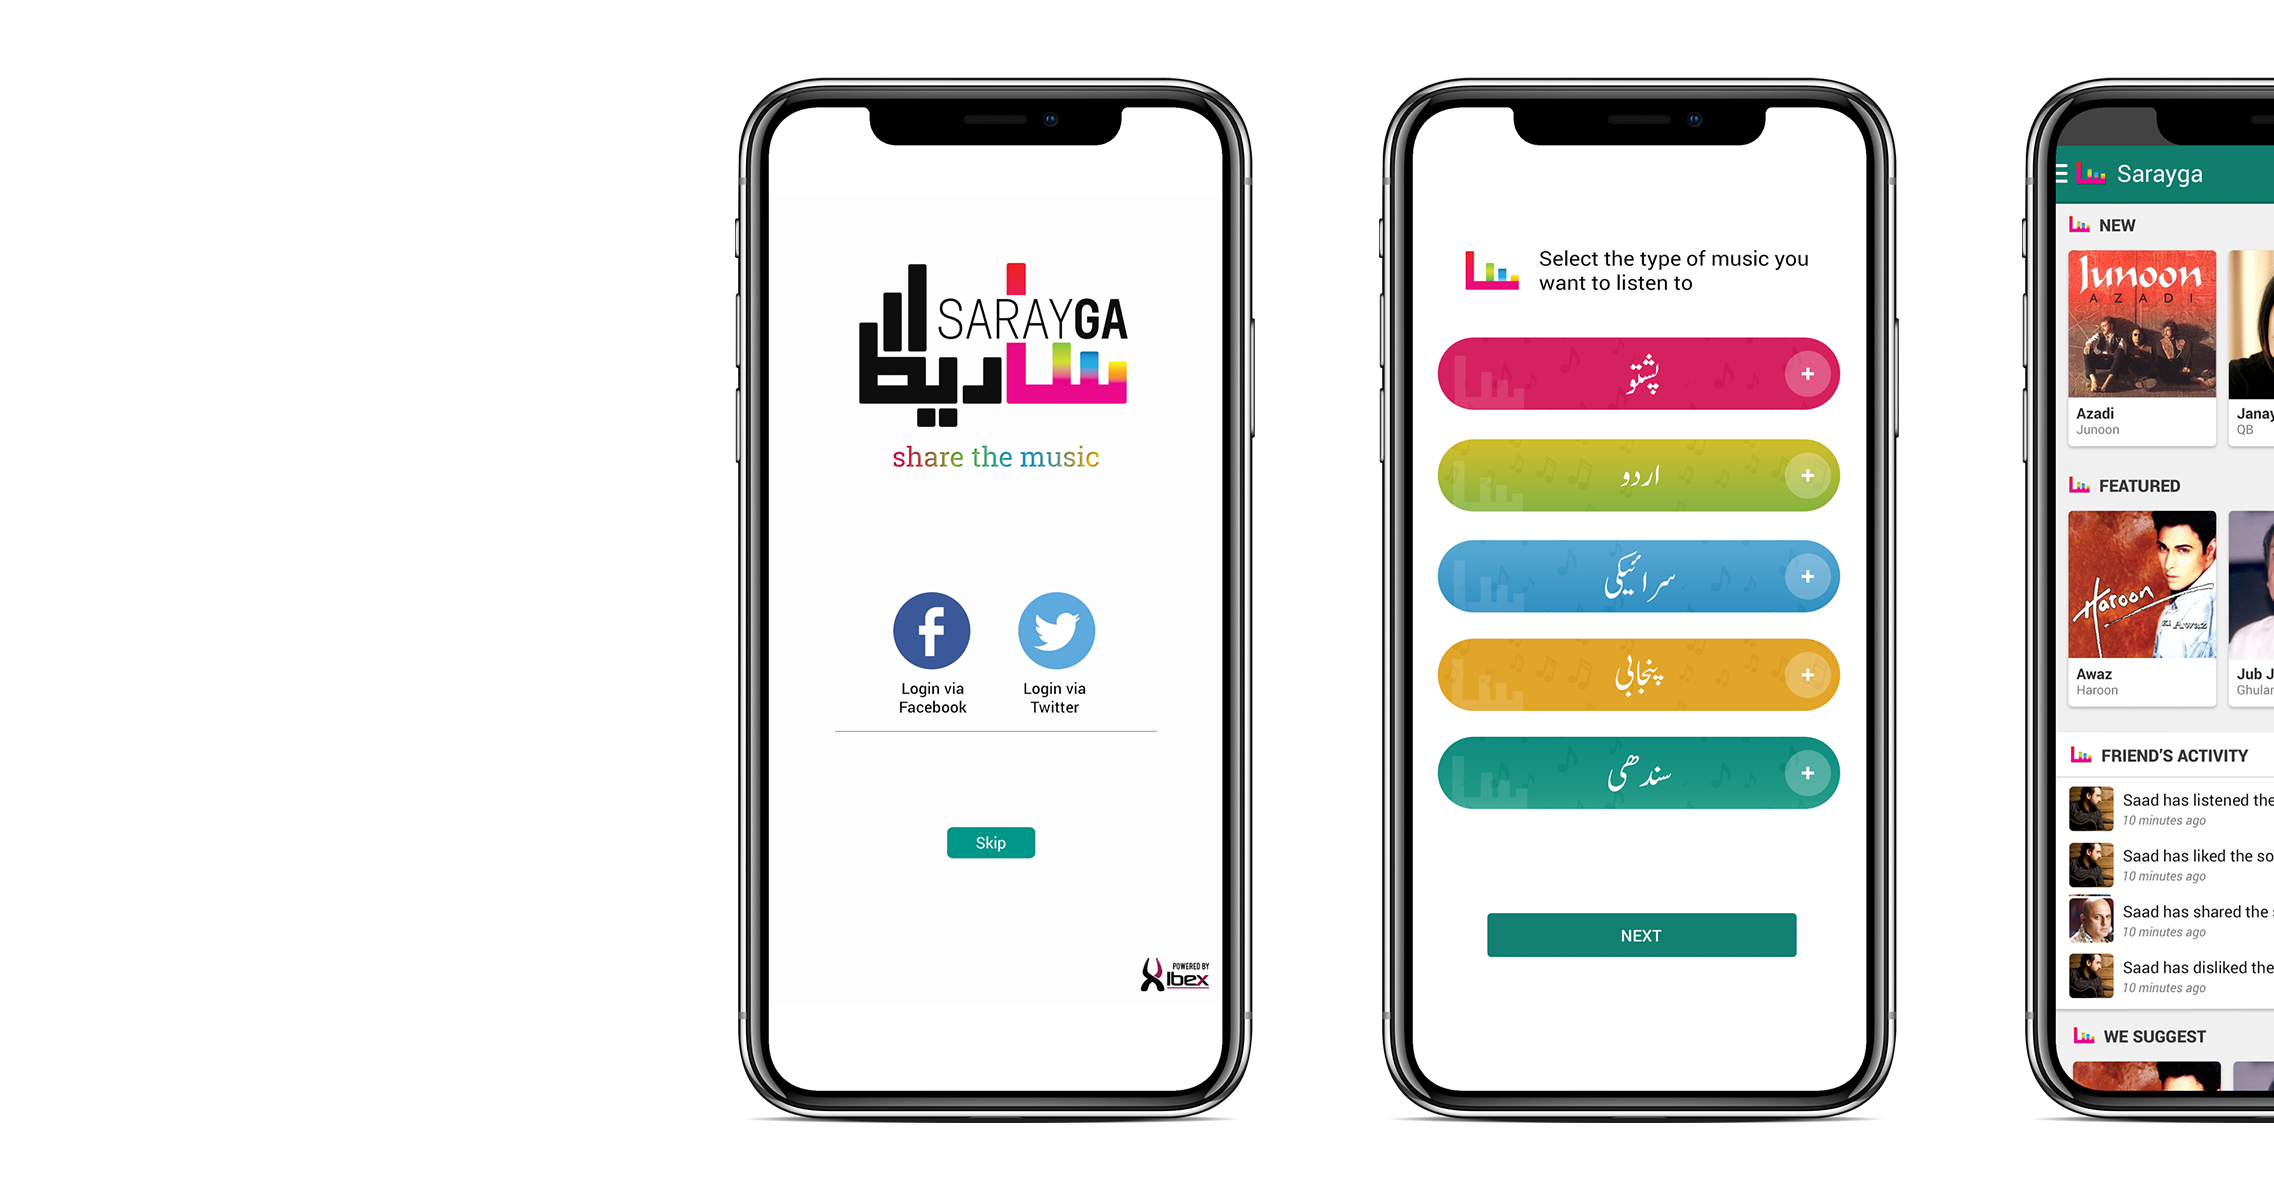 SARAYGA
share the music
Login via
Facebook
Login via
Twitter
Skip
POWERED BY
Ibex
Select the type of music you
want to listen to
پشتو
اردو
سرائیکی
پنجابی
سندھی
NEXT
Sarayga
NEW
Junoon
AZADI
Azadi
Junoon
QB
FEATURED
Haroon
Ki Awaz
Awaz
Haroon
Jub
FRIEND'S ACTIVITY
Saad has listened the
10 minutes ago
Saad has liked the
10 minutes ago
Saad has shared the
10 minutes ago
Saad has disliked the
10 minutes ago
WE SUGGEST